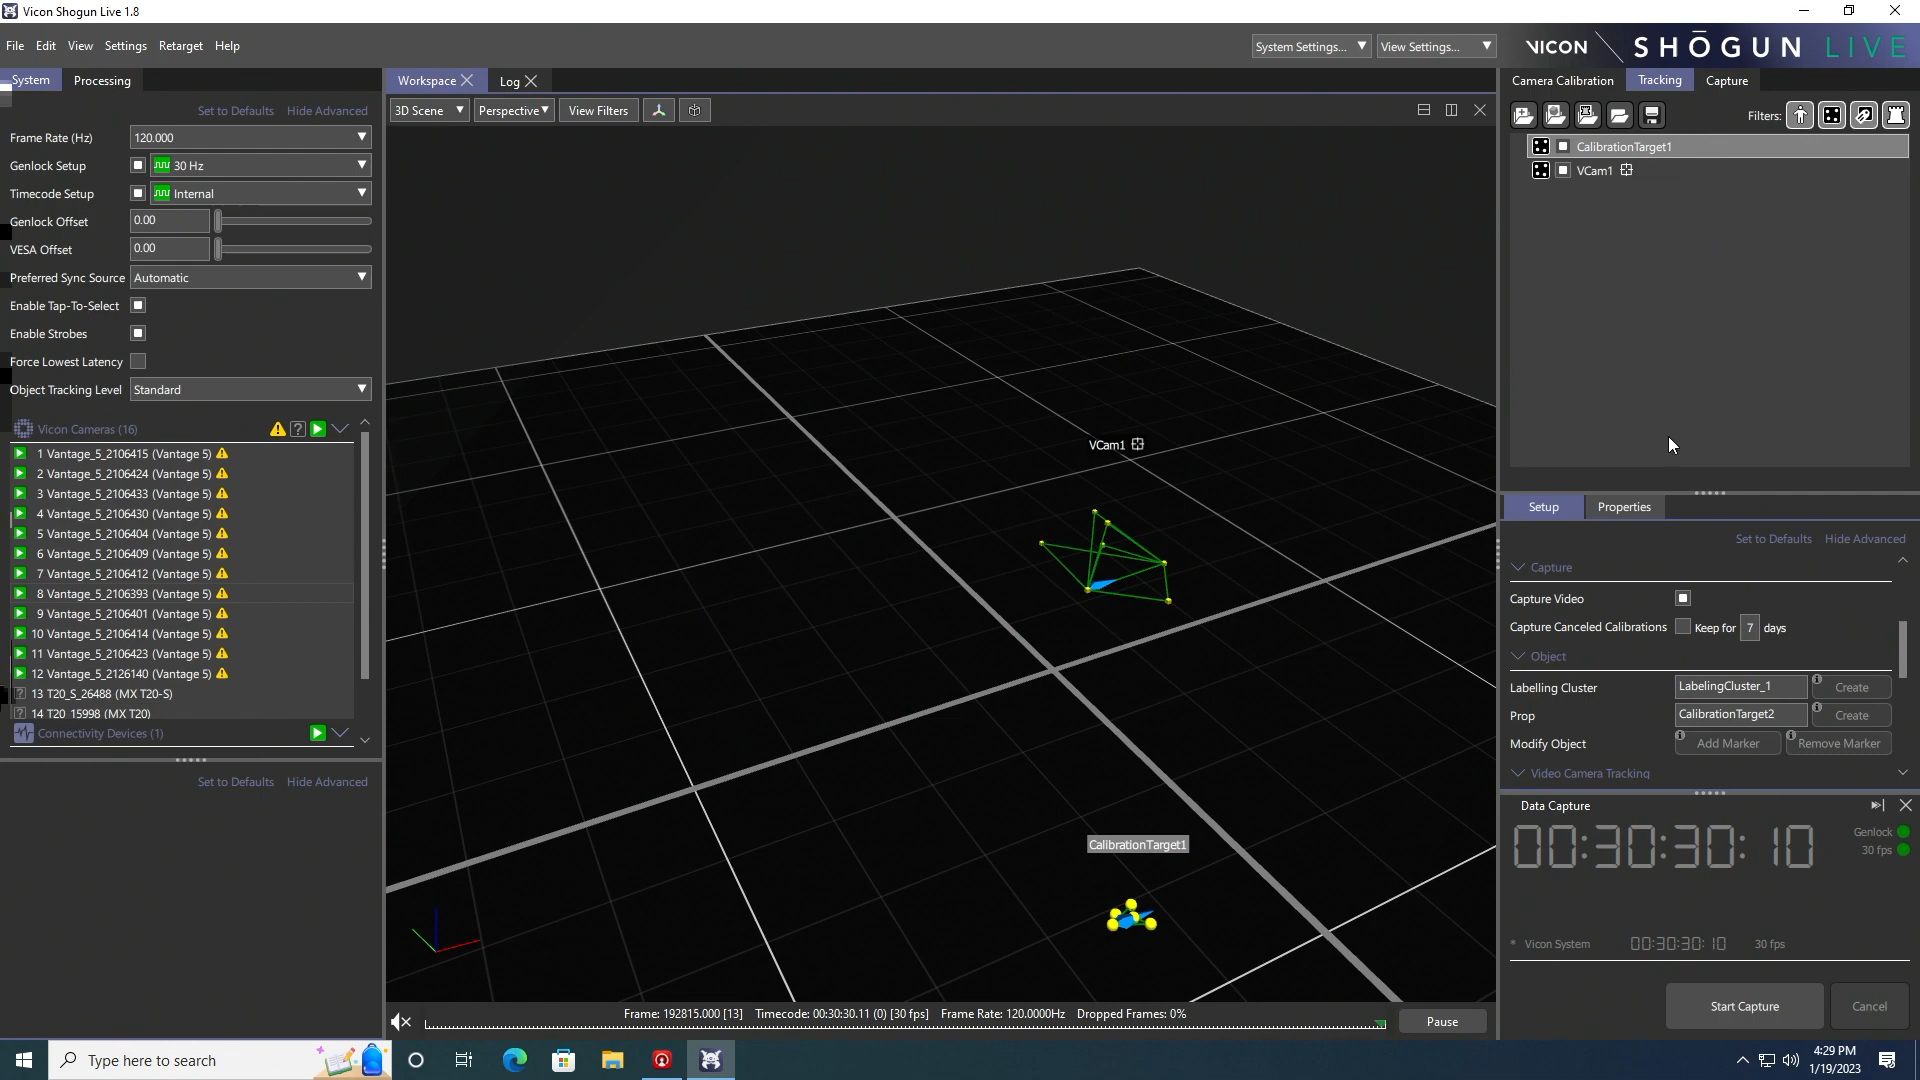 Vicon Shogun Live 1.8
File Edit View Settings Retarget Help
System Settings... View Settings... VICON SHŌGUN LIVE
System Processing
Workspace Log
Camera Calibration Tracking Capture
Set to Defaults Hide Advanced
3D Scene Perspective View Filters
Filters:
Frame Rate (Hz) 120.000
Genlock Setup 30 Hz
Timecode Setup Internal
Genlock Offset 0.00
VESA Offset 0.00
Preferred Sync Source Automatic
Enable Tap-To-Select
Enable Strobes
Force Lowest Latency
Object Tracking Level Standard
Vicon Cameras (16)
1 Vantage_5_2106415 (Vantage 5)
2 Vantage_5_2106424 (Vantage 5)
3 Vantage_5_2106433 (Vantage 5)
4 Vantage_5_2106430 (Vantage 5)
5 Vantage_5_2106404 (Vantage 5)
6 Vantage_5_2106409 (Vantage 5)
7 Vantage_5_2106412 (Vantage 5)
8 Vantage_5_2106393 (Vantage 5)
9 Vantage_5_2106401 (Vantage 5)
10 Vantage_5_2106414 (Vantage 5)
11 Vantage_5_2106423 (Vantage 5)
12 Vantage_5_2126140 (Vantage 5)
13 T20_S_26488 (MX T20-S)
14 T20_15998 (MX T20)
Connectivity Devices (1)
Set to Defaults Hide Advanced
VCam1
CalibrationTarget1
Frame: 192815.000 [13] Timecode: 00:30:30.11 (0) [30 fps] Frame Rate: 120.0000Hz Dropped Frames: 0%
Pause
CalibrationTarget1
VCam1
Setup Properties
Set to Defaults Hide Advanced
Capture
Capture Video
Capture Canceled Calibrations Keep for 7 days
Object
Labelling Cluster LabelingCluster_1 Create
Prop CalibrationTarget2 Create
Modify Object Add Marker Remove Marker
Video Camera Tracking
Data Capture
00:30:30:10
Genlock
30 fps
* Vicon System 00:30:30:10 30 fps
Start Capture Cancel
Type here to search
4:29 PM
1/19/2023